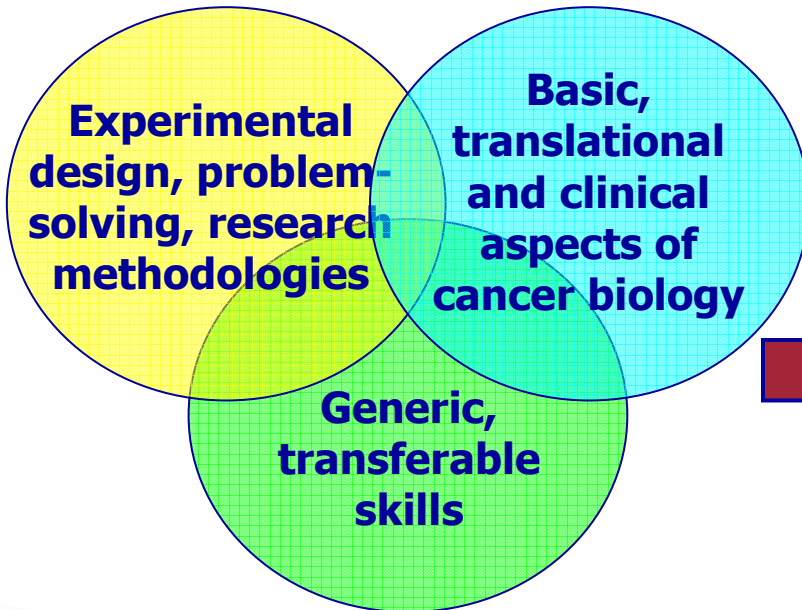 Experimental
design, problem-
solving, research
methodologies
Basic,
translational
and clinical
aspects of
cancer biology
Generic,
transferable
skills